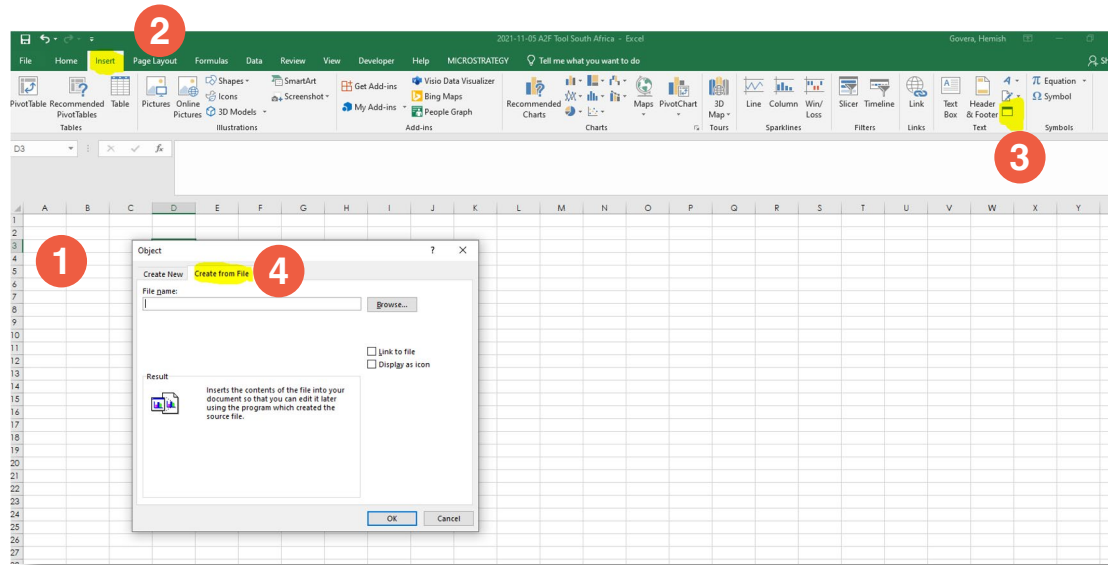 2
2021-11-05 A2F Tool South Africa - Excel
Govera, Hemish
File Home Insert Page Layout Formulas Data Review View Developer Help MICROSTRATEGY Tell me what you want to do
PivotTable Recommended PivotTables Table
Tables
Pictures Online Pictures Shapes Icons 3D Models SmartArt Screenshot
Illustrations
Get Add-ins My Add-ins Visio Data Visualizer Bing Maps People Graph
Add-ins
Recommended Charts Maps PivotChart
Charts
3D Map
Tours
Line Column Win/Loss
Sparklines
Slicer Timeline
Filters
Link
Links
Text Box Header & Footer
Text
π Equation
Ω Symbol
Symbols
3
D3 fx
A B C D E F G H I J K L M N O P Q R S T U V W X Y
1
2
3
4
5
6
7
8
9
10
11
12
13
14
15
16
17
18
19
20
21
22
23
24
25
26
27
1
Object ? X
Create New Create from File
4
File name:
Browse...
Link to file
Display as icon
Result
Inserts the contents of the file into your
document so that you can edit it later
using the program which created the
source file.
OK Cancel